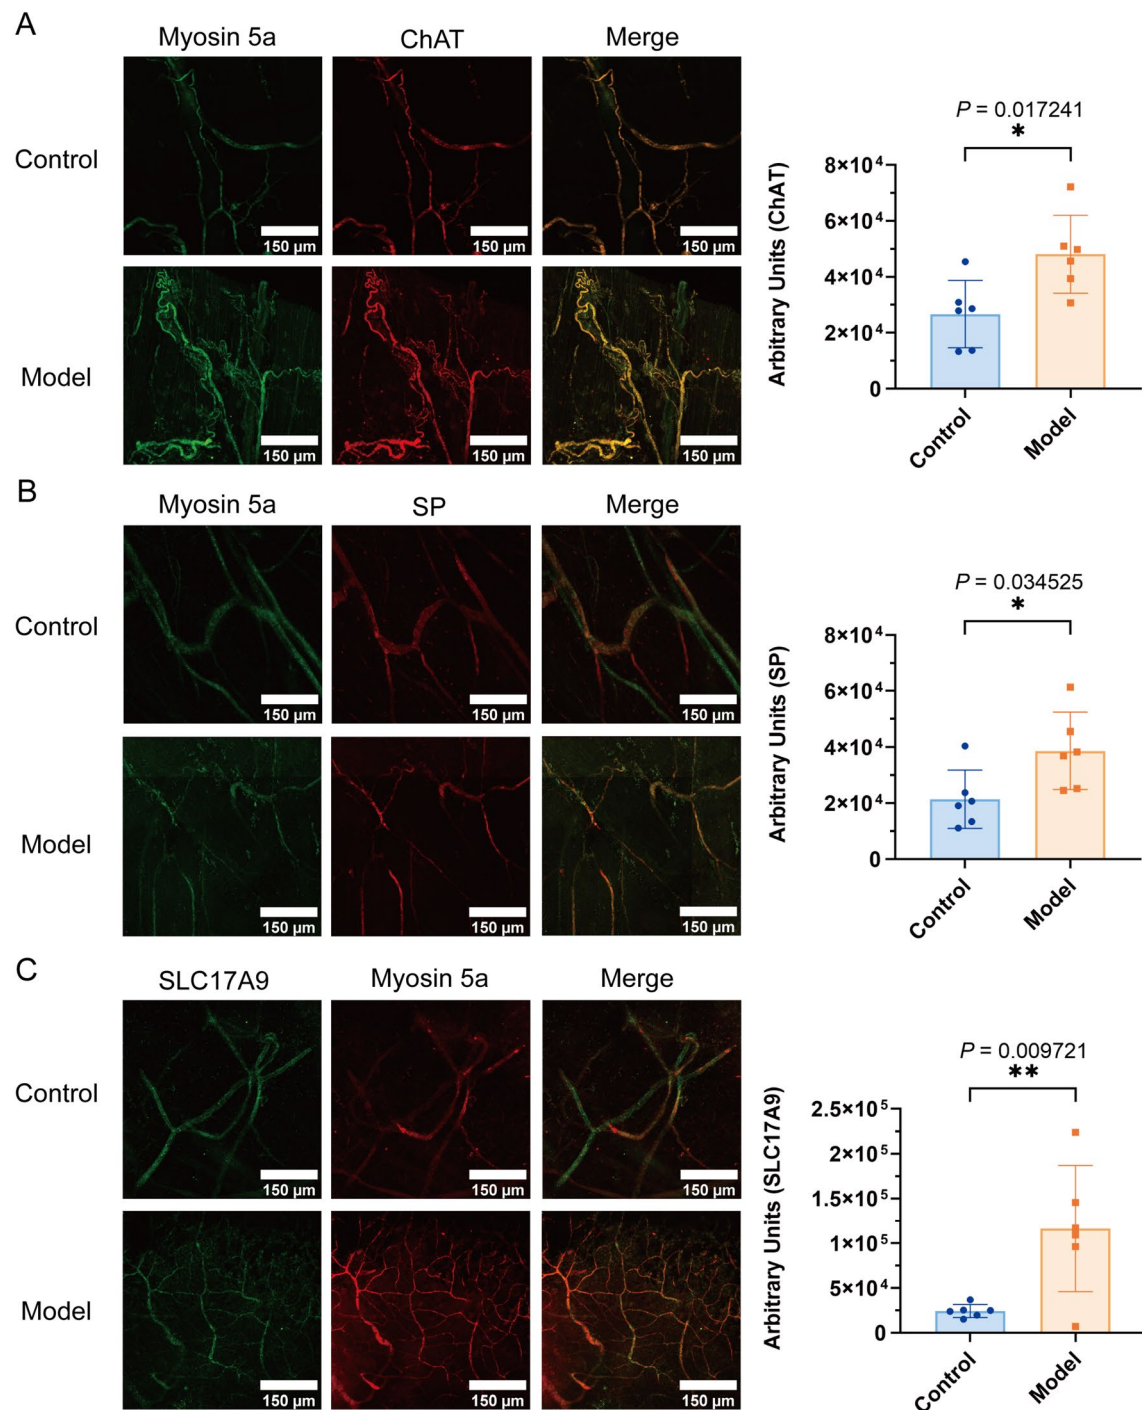 A
Myosin 5a ChAT Merge
Control
150 µm 150 µm 150 µm
Model
150 µm 150 µm 150 µm
P = 0.017241
*
Arbitrary Units (ChAT)
8×10⁴
6×10⁴
4×10⁴
2×10⁴
0
Control Model
B
Myosin 5a SP Merge
Control
150 µm 150 µm 150 µm
Model
150 µm 150 µm 150 µm
P = 0.034525
*
Arbitrary Units (SP)
8×10⁴
6×10⁴
4×10⁴
2×10⁴
0
Control Model
C
SLC17A9 Myosin 5a Merge
Control
150 µm 150 µm 150 µm
Model
150 µm 150 µm 150 µm
P = 0.009721
**
Arbitrary Units (SLC17A9)
2.5×10⁵
2×10⁵
1.5×10⁵
1×10⁵
5×10⁴
0
Control Model